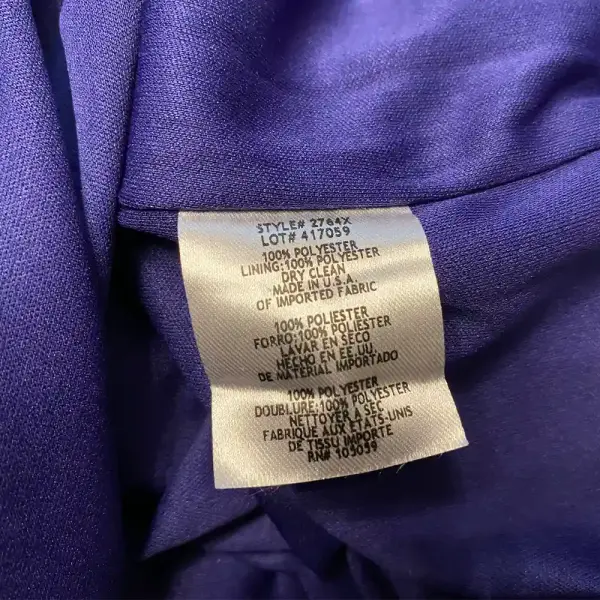 STYLE# 2764X
LOT# 417059
100% POLYESTER
LINING:100% POLYESTER
DRY CLEAN
MADE IN U.S.A
OF IMPORTED FABRIC
100% POLIESTER
FORRO:100% POLIESTER
LAVAR EN SECO
HECHO EN EE.UU.
DE MATERIAL IMPORTADO
100% POLYESTER
DOUBLURE:100% POLYESTER
NETTOYER A SEC
FABRIQUE AUX ETATS-UNIS
DE TISSU IMPORTE
RN# 103039